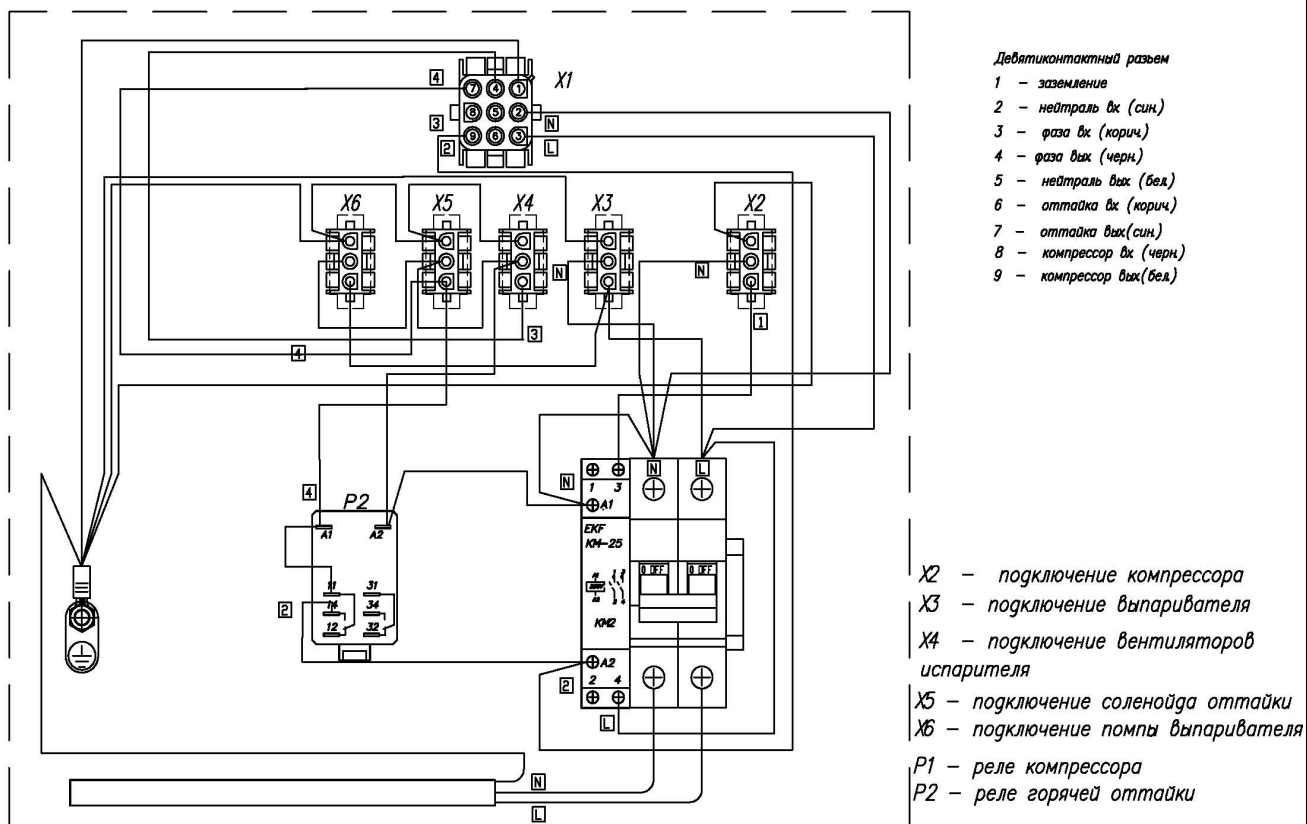 Девятиконтактный разъем
1 – заземление
2 – нейтраль вх (син.)
3 – фаза вх (корич.)
4 – фаза вых (черн.)
5 – нейтраль вых (бел.)
6 – оттайка вх (корич.)
7 – оттайка вых(син.)
8 – компрессор вх (черн.)
9 – компрессор вых(бел.)
X1
4
7 4 1
8 5 2
9 6 3
3
2
N
L
X6
X5
X4
X3
X2
N
N
1
3
4
N
N
L
1 3
4
P2
A1
A2
A1
EKF
KM-25
0 OFF
0 OFF
11
31
2
14
34
12
32
KM2
A2
2
2 4
L
N
L
X2 – подключение компрессора
X3 – подключение выпаривателя
X4 – подключение вентиляторов
испарителя
X5 – подключение соленойда оттайки
X6 – подключение помпы выпаривателя
P1 – реле компрессора
P2 – реле горячей оттайки